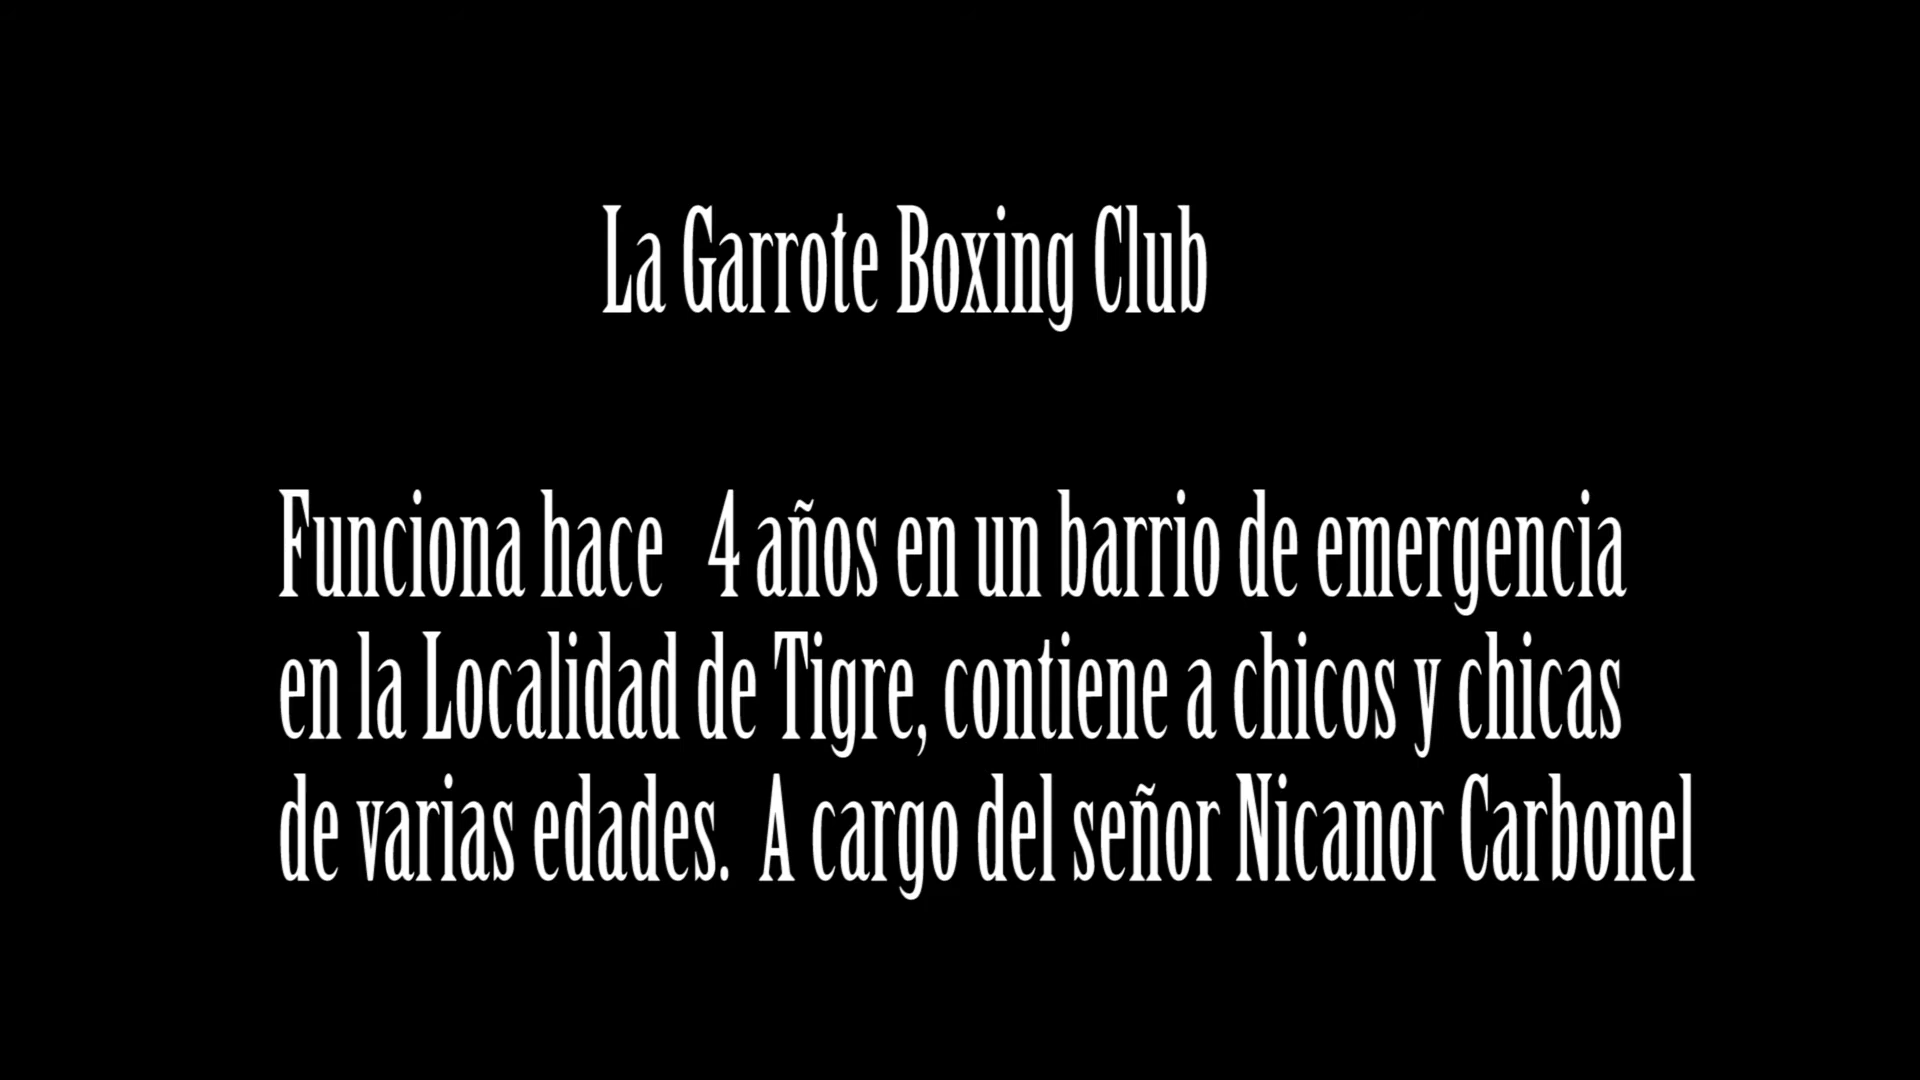 La Garrote Boxing Club
Funciona hace 4 años en un barrio de emergencia
en la Localidad de Tigre, contiene a chicos y chicas
de varias edades. A cargo del señor Nicanor Carbonel